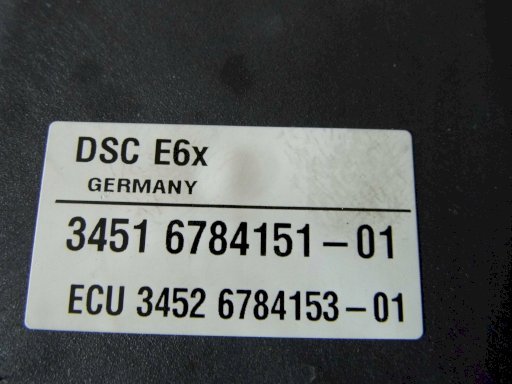 DSC E6x
GERMANY
3451 6784151-01
ECU 3452 6784153-01